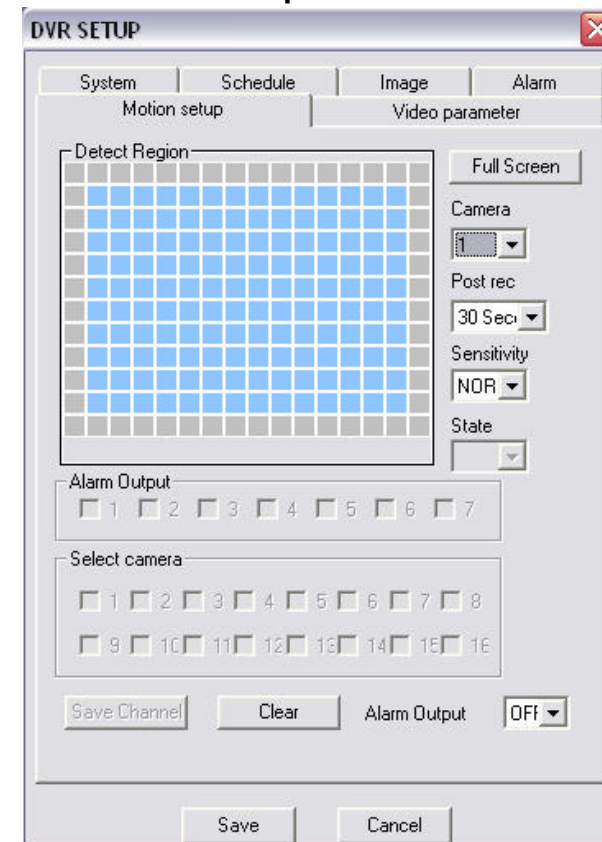 DVR SETUP
System Schedule Image Alarm
Motion setup Video parameter
Detect Region
Full Screen
Camera
1
Post rec
30 Sec
Sensitivity
NOR
State
Alarm Output
1 2 3 4 5 6 7
Select camera
1 2 3 4 5 6 7 8
9 10 11 12 13 14 15 16
Save Channel Clear Alarm Output OFF
Save Cancel